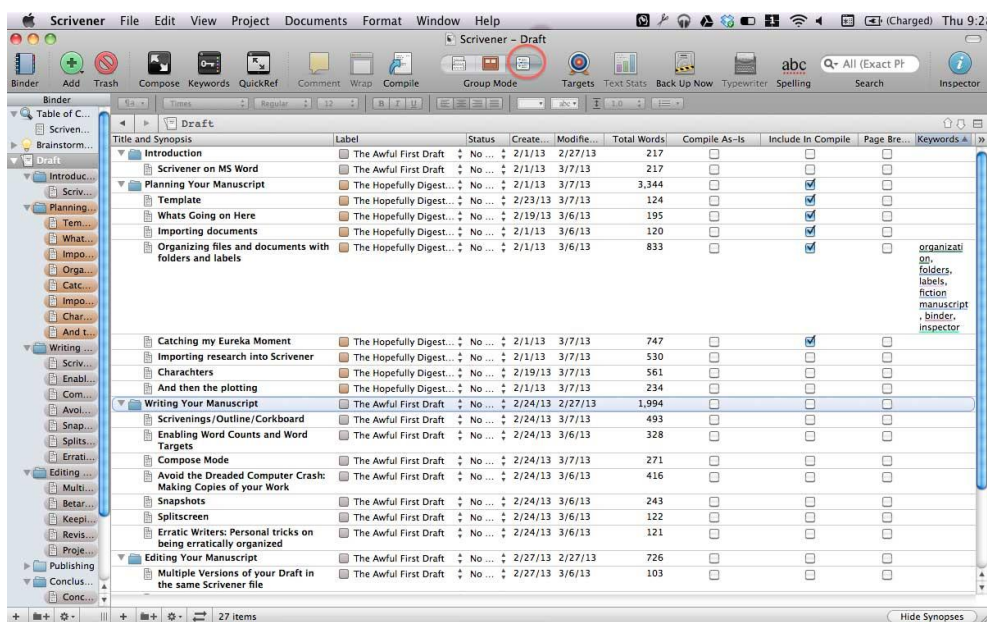 Scrivener File Edit View Project Documents Format Window Help (Charged) Thu 9:2
Scrivener – Draft
Binder Add Trash Compose Keywords QuickRef Comment Wrap Compile Group Mode Targets Text Stats Back Up Now Typewriter Spelling Search Inspector
abc Q- All (Exact Ph
Binder Times Regular 12 B I U abc 1.0
Table of C...
Scriven...
Brainstorm...
Draft
Introduc...
Scriv...
Planning...
Tem...
What...
Impo...
Orga...
Catc...
Impo...
Char...
And t...
Writing ...
Scriv...
Enabl...
Com...
Avoi...
Snap...
Splits...
Errati...
Editing ...
Multi...
Betar...
Keepi...
Revis...
Proje...
Publishing
Conclus...
Conc...
Draft
Title and Synopsis Label Status Create... Modifie... Total Words Compile As-Is Include In Compile Page Bre... Keywords »
Introduction The Awful First Draft No ... 2/1/13 2/27/13 217
Scrivener on MS Word The Awful First Draft No ... 2/1/13 3/7/13 217
Planning Your Manuscript The Hopefully Digest... No ... 2/1/13 3/7/13 3,344
Template The Hopefully Digest... No ... 2/23/13 3/7/13 124
Whats Going on Here The Hopefully Digest... No ... 2/19/13 3/6/13 195
Importing documents The Hopefully Digest... No ... 2/1/13 3/6/13 120
Organizing files and documents with The Hopefully Digest... No ... 2/1/13 3/6/13 833 organizati
folders and labels on,
folders,
labels,
fiction
manuscript
, binder,
inspector
Catching my Eureka Moment The Hopefully Digest... No ... 2/1/13 3/7/13 747
Importing research into Scrivener The Hopefully Digest... No ... 2/1/13 3/7/13 530
Charachters The Hopefully Digest... No ... 2/19/13 3/7/13 561
And then the plotting The Hopefully Digest... No ... 2/1/13 3/7/13 234
Writing Your Manuscript The Awful First Draft No ... 2/24/13 2/27/13 1,994
Scrivenings/Outline/Corkboard The Awful First Draft No ... 2/24/13 3/7/13 493
Enabling Word Counts and Word The Awful First Draft No ... 2/24/13 3/6/13 328
Targets
Compose Mode The Awful First Draft No ... 2/24/13 3/7/13 271
Avoid the Dreaded Computer Crash: The Awful First Draft No ... 2/24/13 3/6/13 416
Making Copies of your Work
Snapshots The Awful First Draft No ... 2/24/13 3/6/13 243
Splitscreen The Awful First Draft No ... 2/24/13 3/6/13 122
Erratic Writers: Personal tricks on The Awful First Draft No ... 2/24/13 3/6/13 121
being erratically organized
Editing Your Manuscript The Awful First Draft No ... 2/27/13 2/27/13 726
Multiple Versions of your Draft in The Awful First Draft No ... 2/27/13 3/6/13 103
the same Scrivener file
27 items Hide Synopses